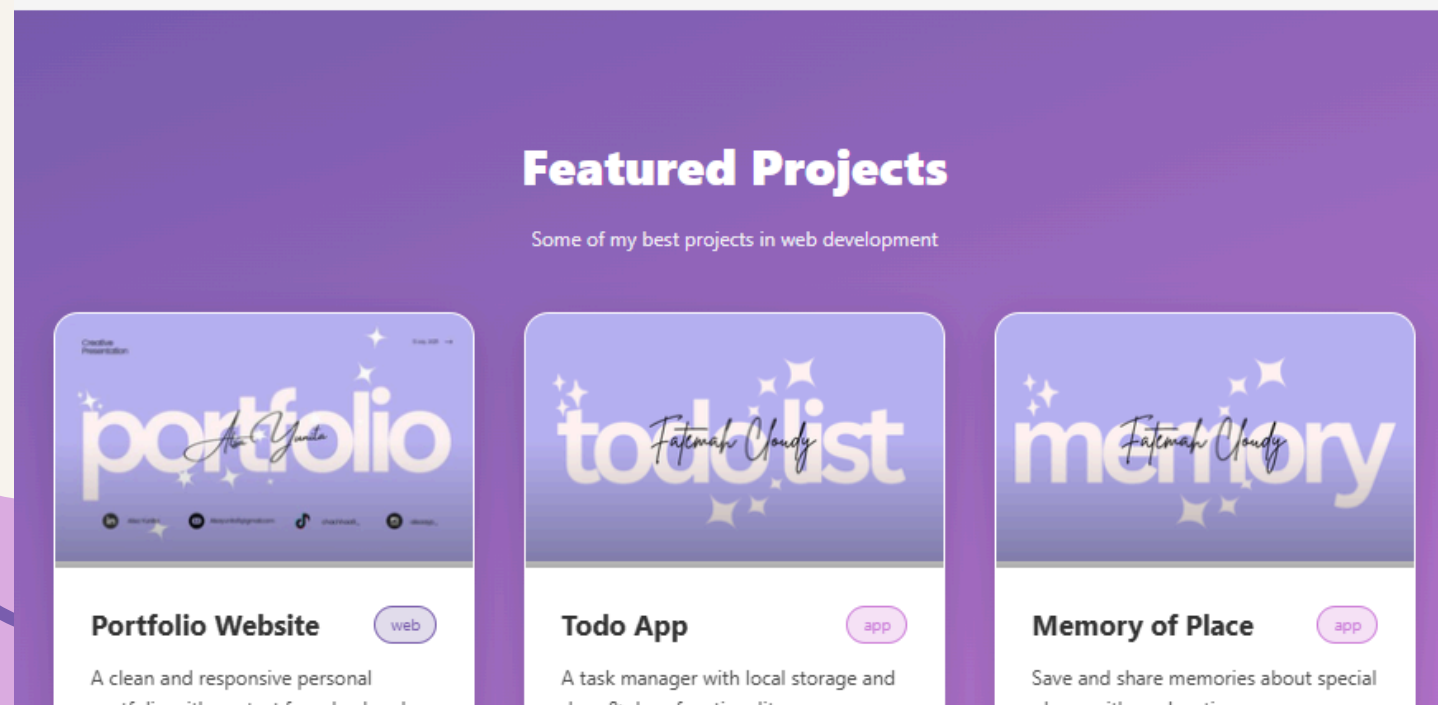 Featured Projects
Some of my best projects in web development
Creative
Presentation
portfolio
todo list
Fatemah Cloudy
memory
Fatemah Cloudy
Portfolio Website
web
Todo App
app
Memory of Place
app
A clean and responsive personal
A task manager with local storage and
Save and share memories about special